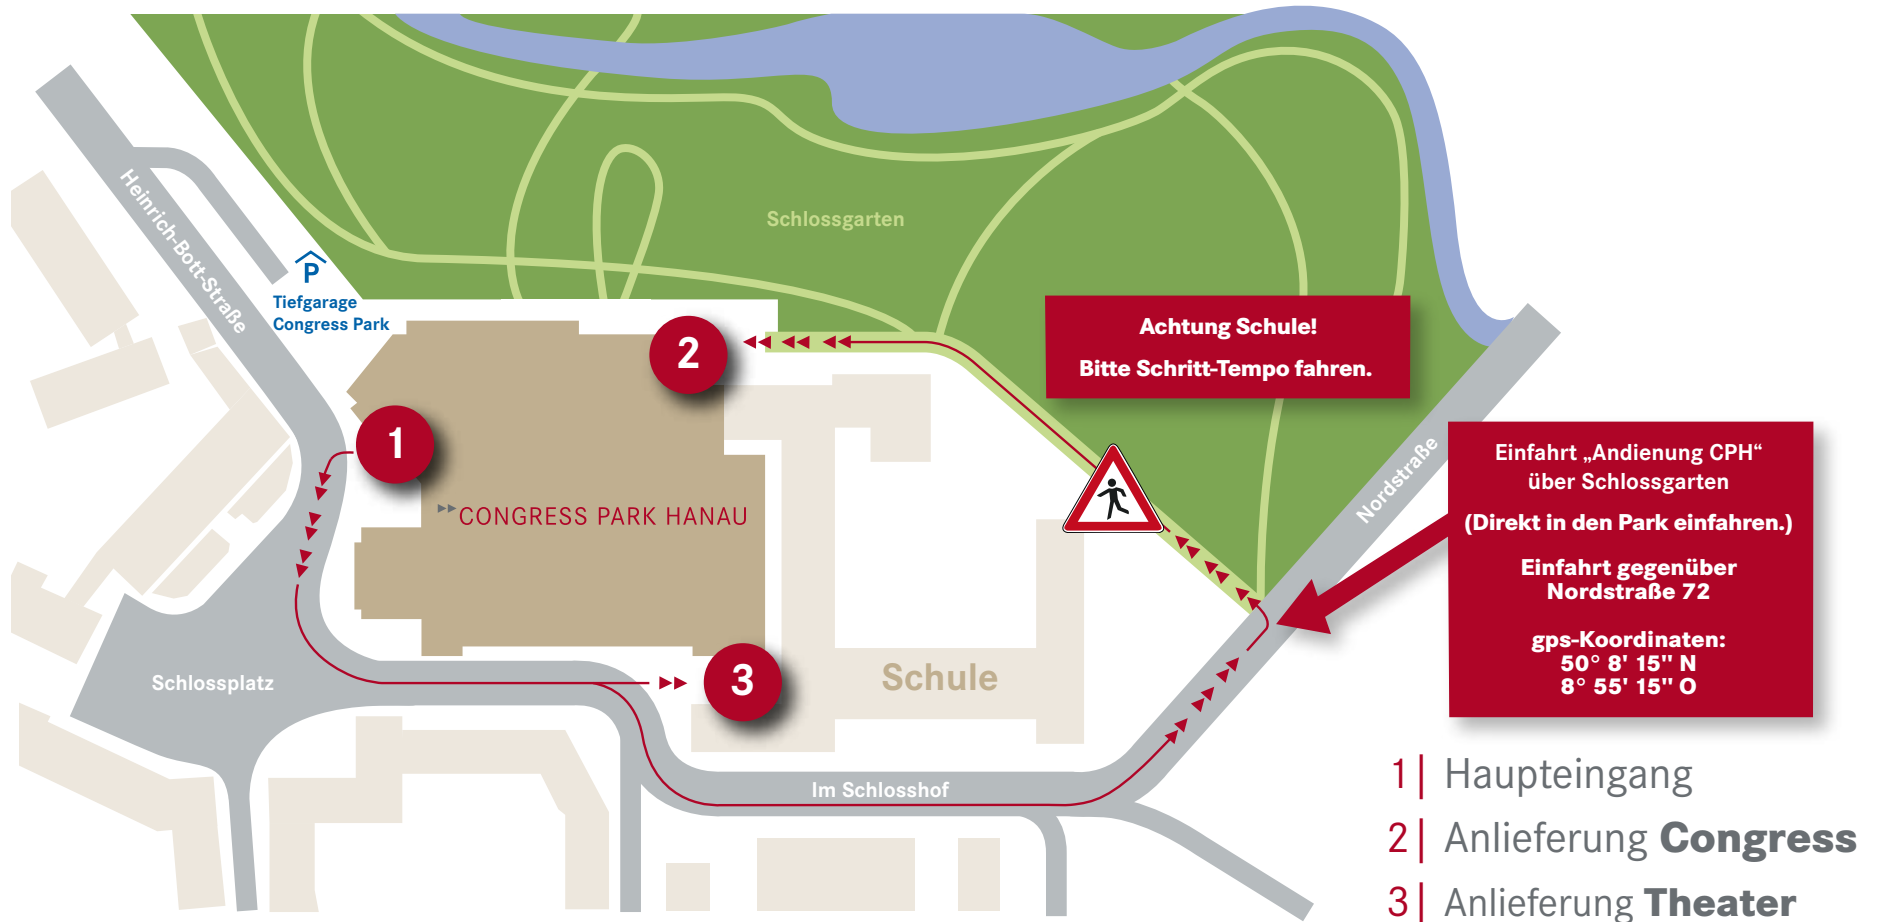 Heinrich-Bott-Straße
P
Tiefgarage
Congress Park
Schlossgarten
2
Achtung Schule!
Bitte Schritt-Tempo fahren.
1
CONGRESS PARK HANAU
Nordstraße
Einfahrt „Andienung CPH“
über Schlossgarten
(Direkt in den Park einfahren.)
Einfahrt gegenüber
Nordstraße 72
gps-Koordinaten:
50° 8' 15" N
8° 55' 15" O
Schlossplatz
3
Schule
Im Schlosshof
1| Haupteingang
2| Anlieferung Congress
3| Anlieferung Theater